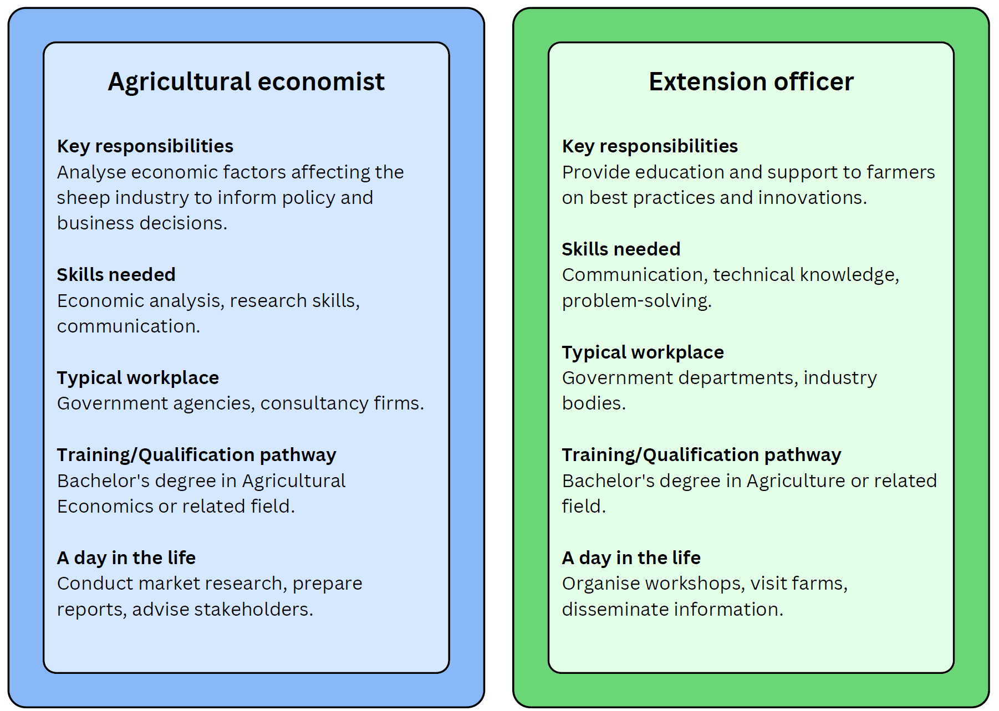 Agricultural economist
Key responsibilities
Analyse economic factors affecting the
sheep industry to inform policy and
business decisions.
Skills needed
Economic analysis, research skills,
communication.
Typical workplace
Government agencies, consultancy firms.
Training/Qualification pathway
Bachelor's degree in Agricultural
Economics or related field.
A day in the life
Conduct market research, prepare
reports, advise stakeholders.
Extension officer
Key responsibilities
Provide education and support to farmers
on best practices and innovations.
Skills needed
Communication, technical knowledge,
problem-solving.
Typical workplace
Government departments, industry
bodies.
Training/Qualification pathway
Bachelor's degree in Agriculture or related
field.
A day in the life
Organise workshops, visit farms,
disseminate information.